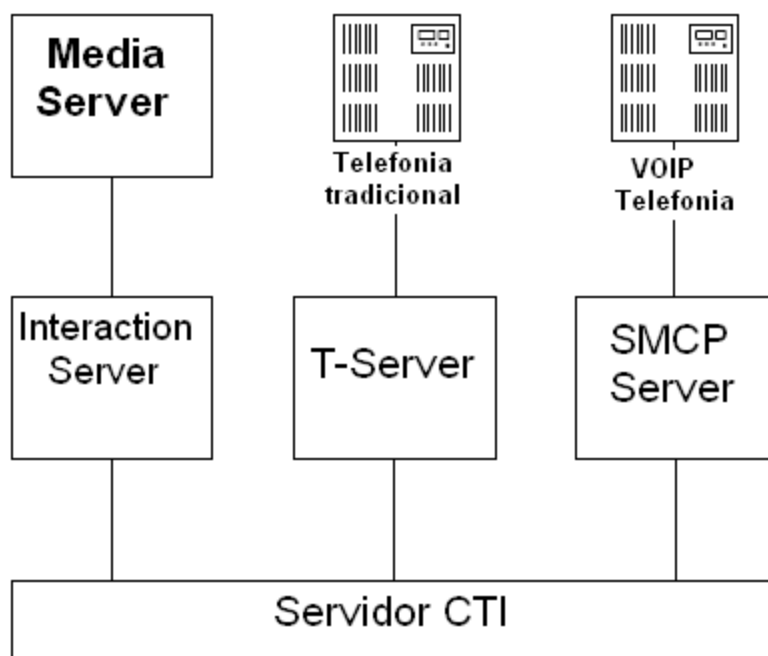 Media
Server
Telefonia
tradicional
VOIP
Telefonia
Interaction
Server
T-Server
SMCP
Server
Servidor CTI